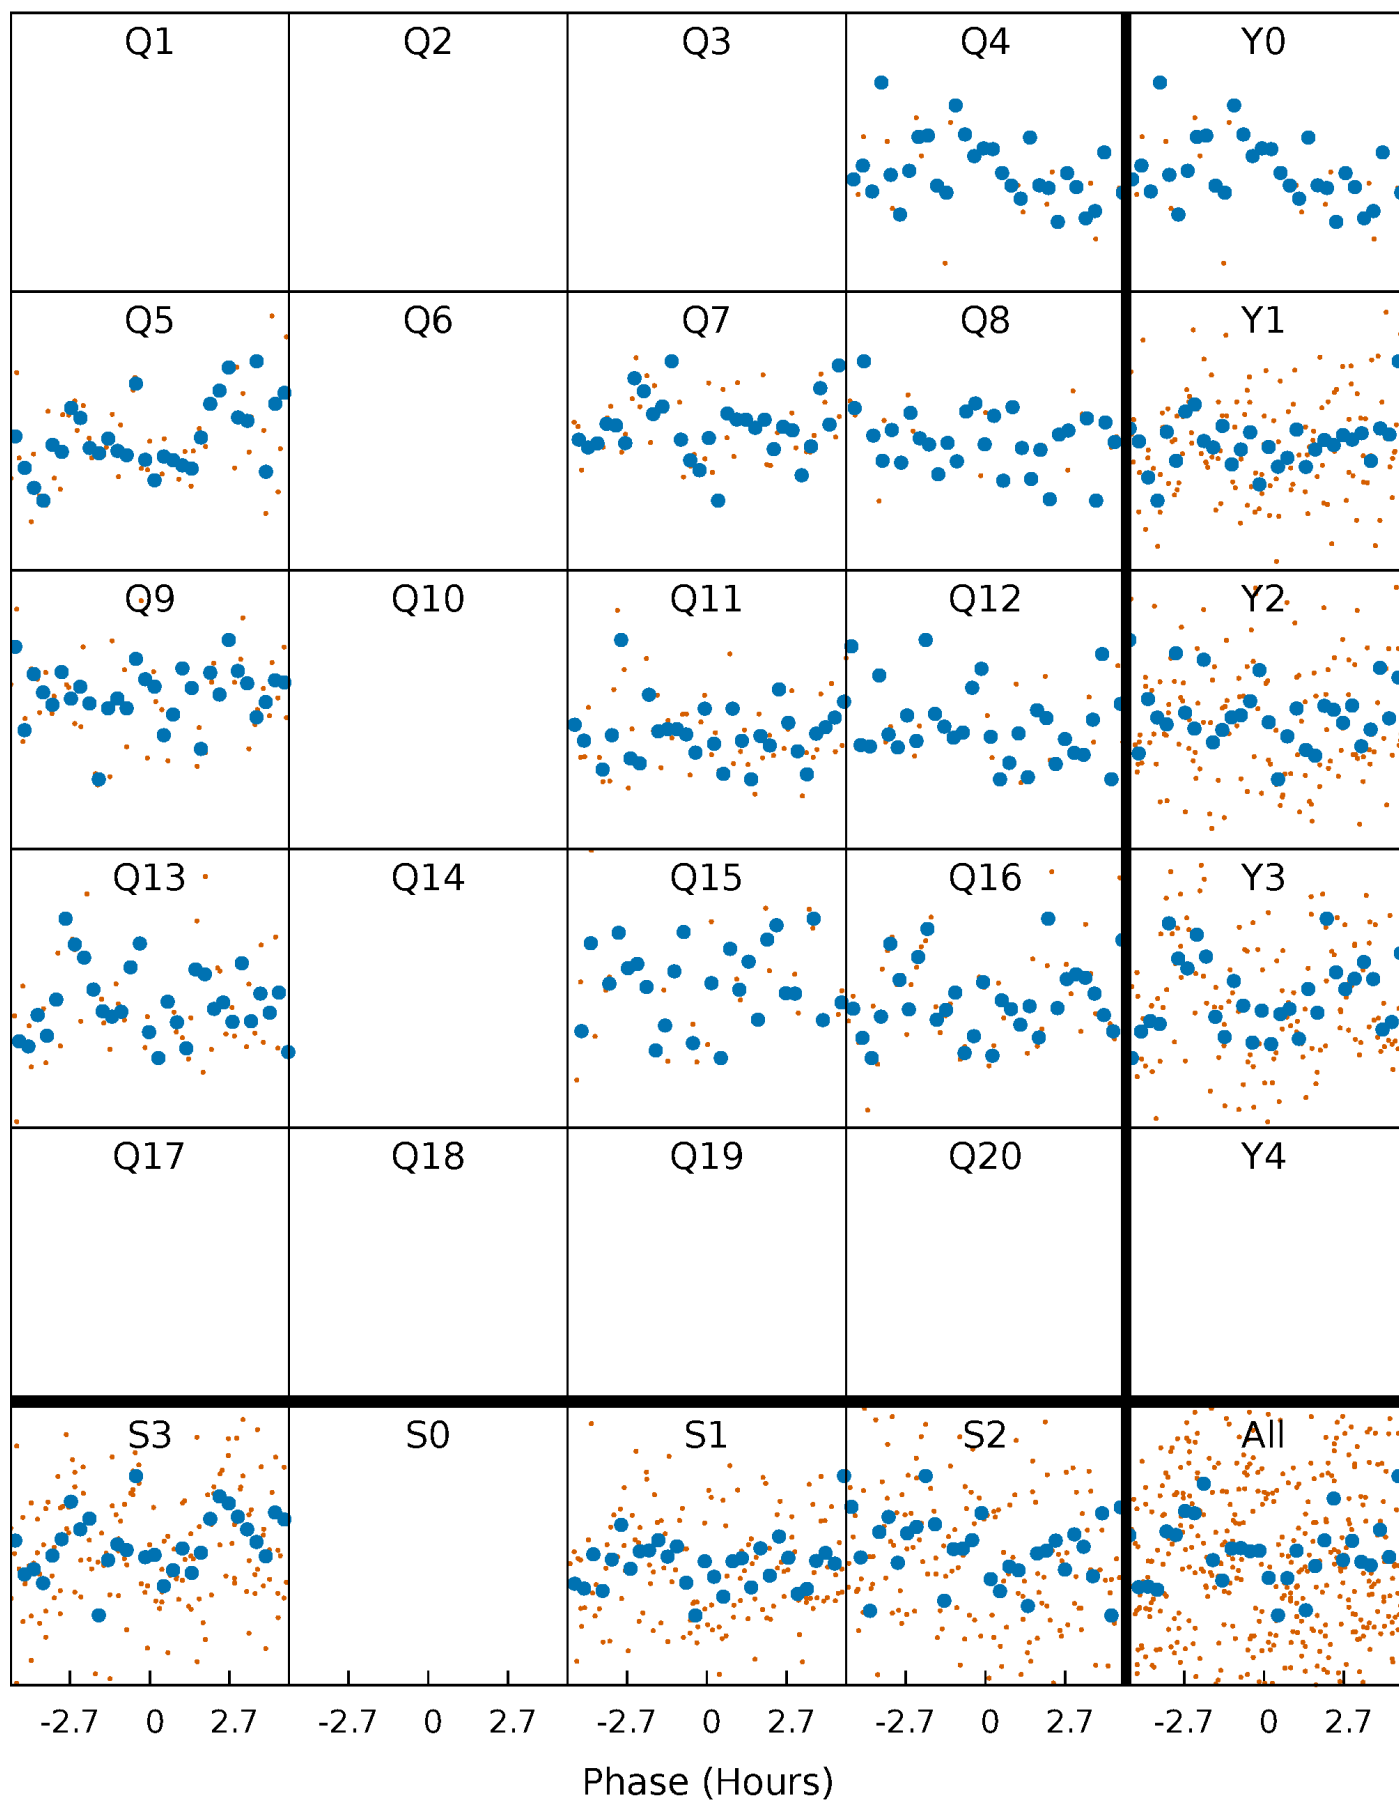 Q1 Q2 Q3 Q4 Y0
Q5 Q6 Q7 Q8 Y1
Q9 Q10 Q11 Q12 Y2
Q13 Q14 Q15 Q16 Y3
Q17 Q18 Q19 Q20 Y4
S3 S0 S1 S2 All
-2.7 0 2.7 -2.7 0 2.7 -2.7 0 2.7 -2.7 0 2.7 -2.7 0 2.7
Phase (Hours)